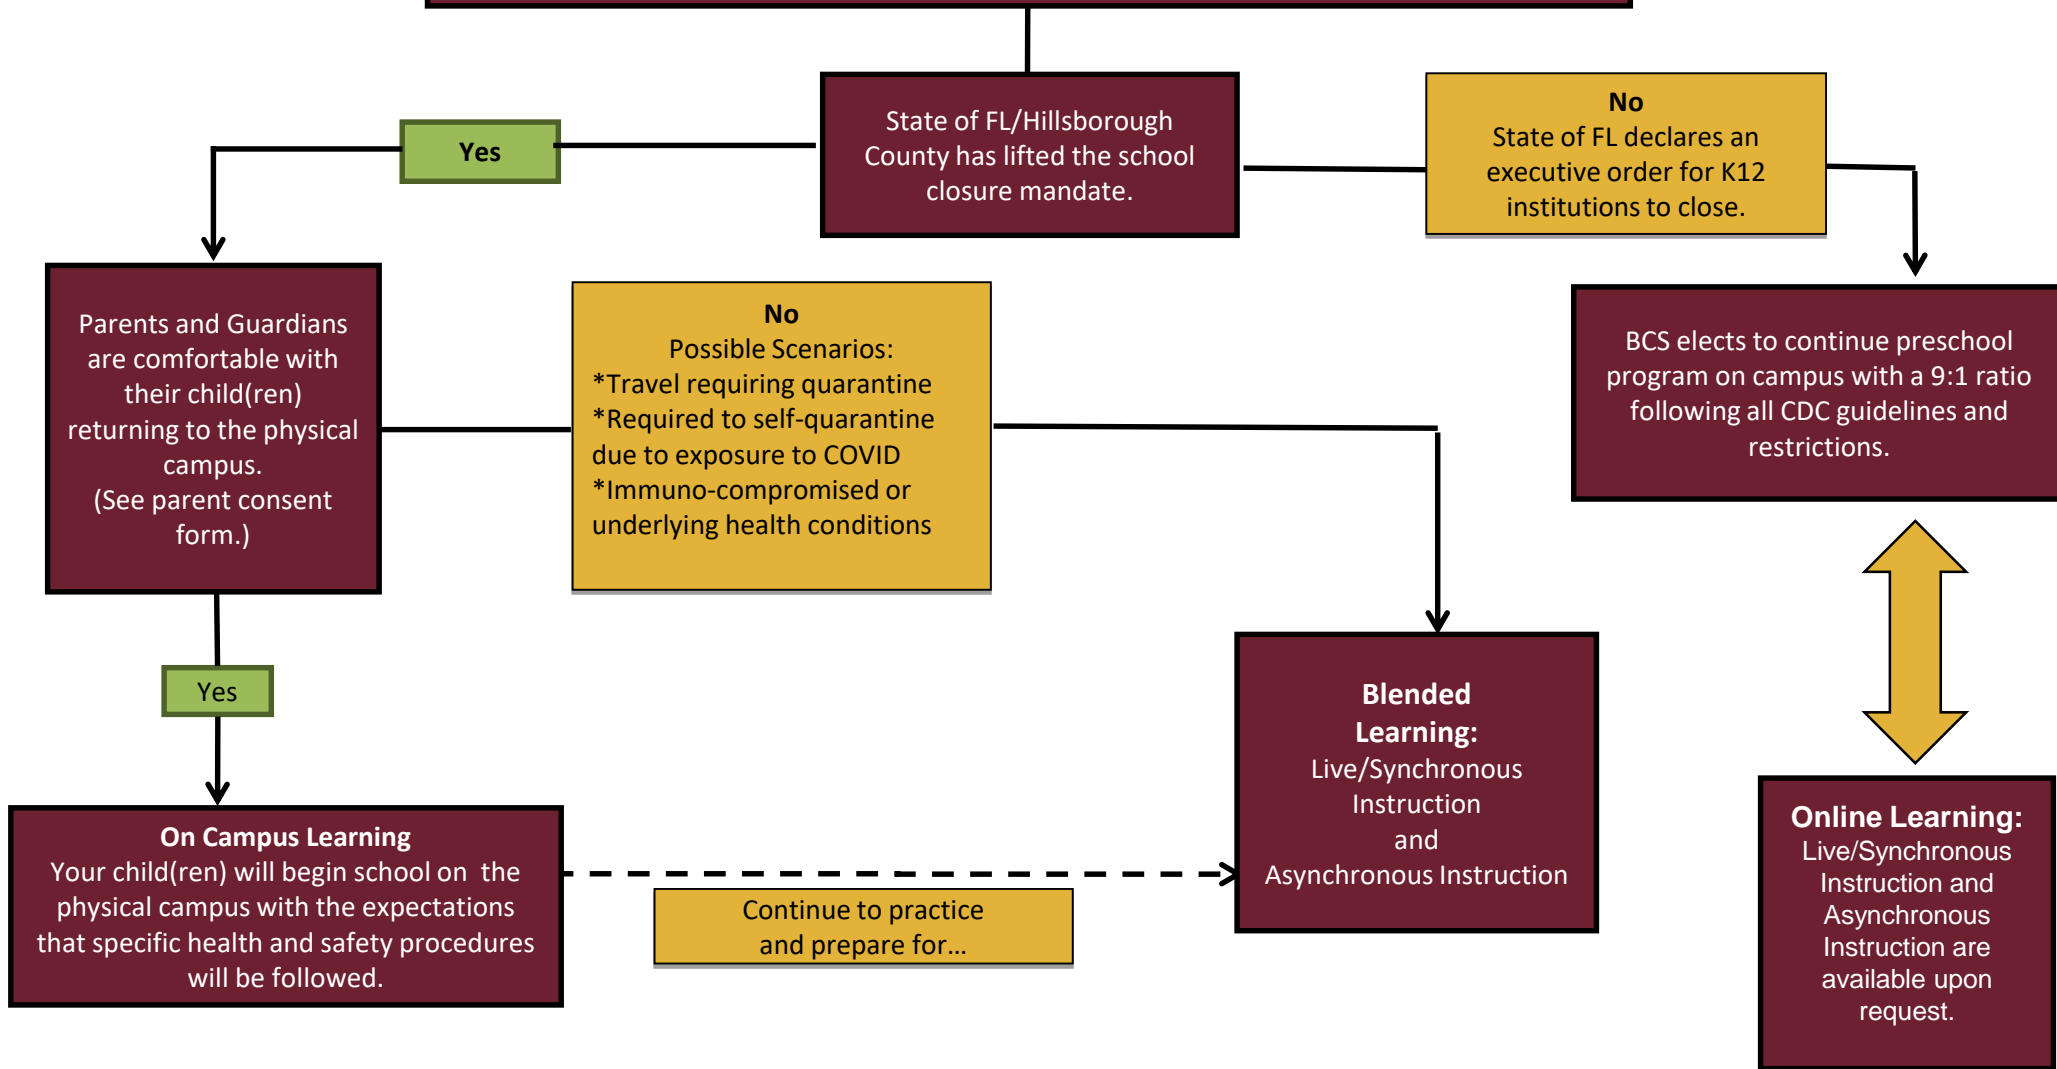 Yes
State of FL/Hillsborough
County has lifted the school
closure mandate.
No
State of FL declares an
executive order for K12
institutions to close.
Parents and Guardians
are comfortable with
their child(ren)
returning to the physical
campus.
(See parent consent
form.)
No
Possible Scenarios:
*Travel requiring quarantine
*Required to self-quarantine
due to exposure to COVID
*Immuno-compromised or
underlying health conditions
BCS elects to continue preschool
program on campus with a 9:1 ratio
following all CDC guidelines and
restrictions.
Yes
Blended
Learning:
Live/Synchronous
Instruction
and
Asynchronous Instruction
On Campus Learning
Your child(ren) will begin school on the
physical campus with the expectations
that specific health and safety procedures
will be followed.
Continue to practice
and prepare for…
Online Learning:
Live/Synchronous
Instruction and
Asynchronous
Instruction are
available upon
request.